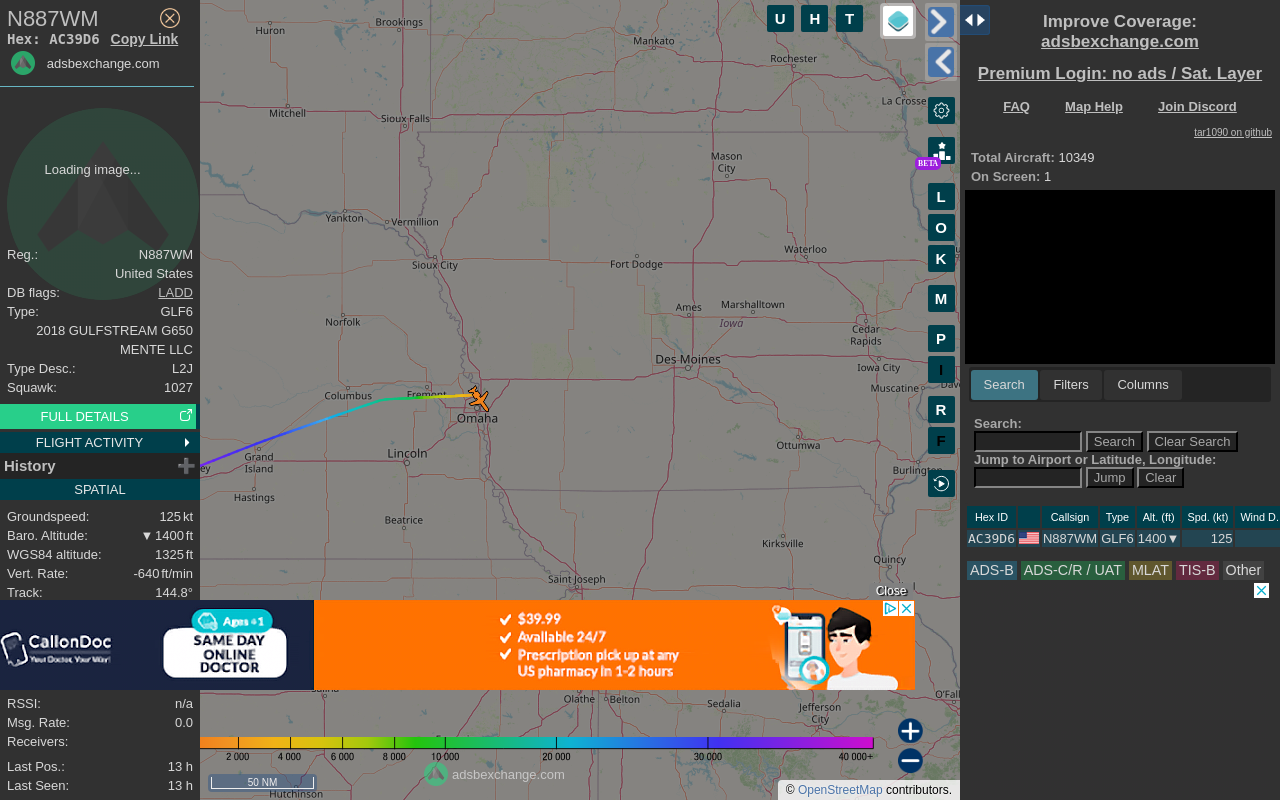 N887WM
Hex: AC39D6 Copy Link
adsbexchange.com
Loading image...
Reg.: N887WM
United States
DB flags: LADD
Type: GLF6
2018 GULFSTREAM G650
MENTE LLC
Type Desc.: L2J
Squawk: 1027
FULL DETAILS
FLIGHT ACTIVITY
History
SPATIAL
Groundspeed: 125 kt
Baro. Altitude: ▼ 1400 ft
WGS84 altitude: 1325 ft
Vert. Rate: -640 ft/min
Track: 144.8°
RSSI: n/a
Msg. Rate: 0.0
Receivers:
Last Pos.: 13 h
Last Seen: 13 h
U H T
Huron
Brookings
Mankato
Rochester
La Crosse
Mitchell
Sioux Falls
Mason
City
Yankton
Vermillion
Waterloo
Sioux City
Fort Dodge
Norfolk
Ames
Marshalltown
Iowa
Cedar
Rapids
Des Moines
Iowa City
Columbus
Fremont
Muscatine
Dave
Omaha
Lincoln
Grand
Island
ey
Ottumwa
Burlington
Hastings
Beatrice
Kirksville
Quincy
Saint Joseph
BETA
L
O
K
M
P
I
R
F
Close
CallonDoc
Your Doctor, Your Way!
Ages +1
SAME DAY
ONLINE
DOCTOR
$39.99
Available 24/7
Prescription pick up at any
US pharmacy in 1-2 hours
Salina
Olathe
Belton
Sedalia
Jefferson
City
O'Fal
2 000 4 000 6 000 8 000 10 000 20 000 30 000 40 000+
adsbexchange.com
50 NM
Hutchinson
© OpenStreetMap contributors.
Improve Coverage:
adsbexchange.com
Premium Login: no ads / Sat. Layer
FAQ Map Help Join Discord
tar1090 on github
Total Aircraft: 10349
On Screen: 1
Search Filters Columns
Search:
Search Clear Search
Jump to Airport or Latitude, Longitude:
Jump Clear
Hex ID Callsign Type Alt. (ft) Spd. (kt) Wind D.
AC39D6 N887WM GLF6 1400▼ 125
ADS-B ADS-C/R / UAT MLAT TIS-B Other